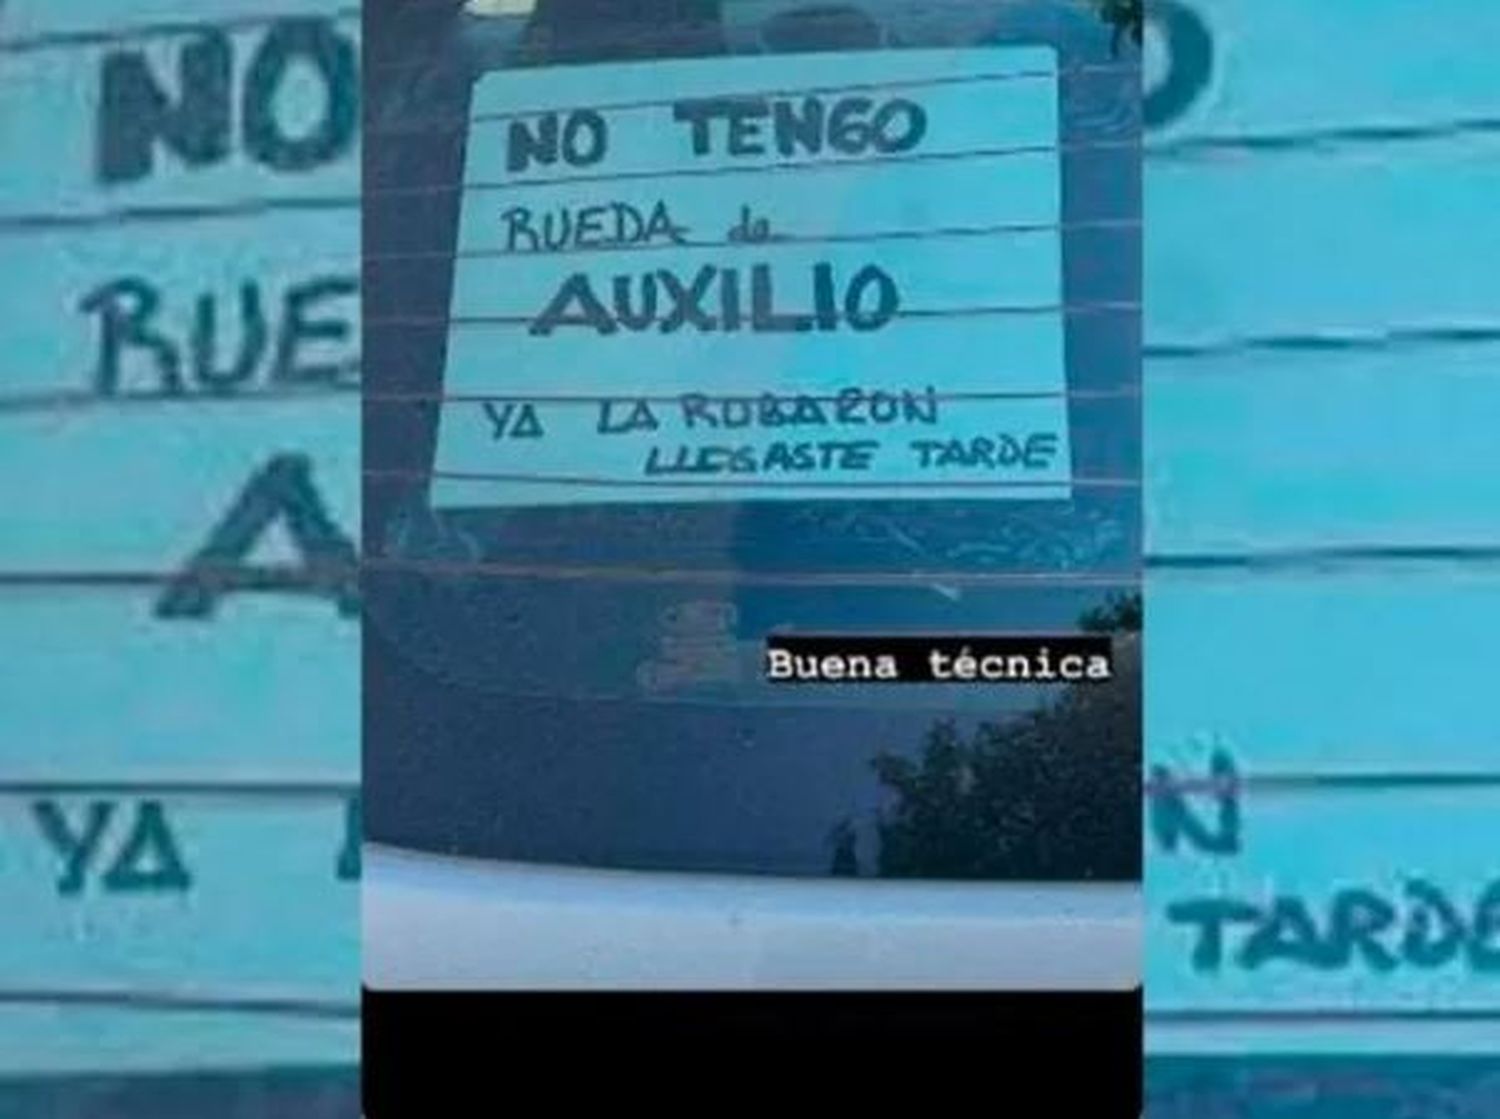 NO TENGO
RUEDA de
AUXILIO
YA LA ROBARON
LLEGASTE TARDE
Buena técnica